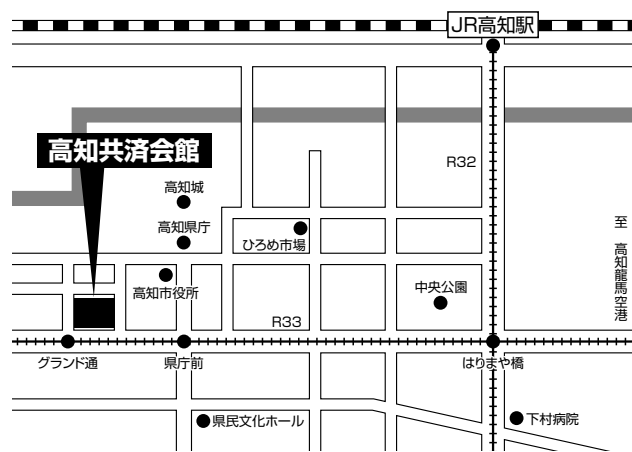 JR高知駅
高知共済会館
R32
高知城
高知県庁
ひろめ市場
至 高知龍馬空港
高知市役所
中央公園
R33
グランド通
県庁前
はりまや橋
県民文化ホール
下村病院